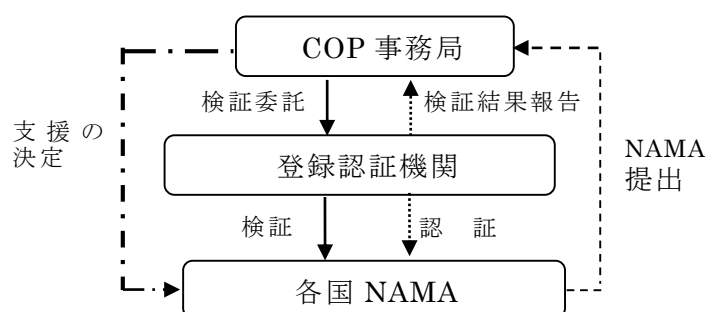 COP 事務局
検証委託
検証結果報告
支援の
決定
登録認証機関
NAMA
提出
検証
認 証
各国 NAMA